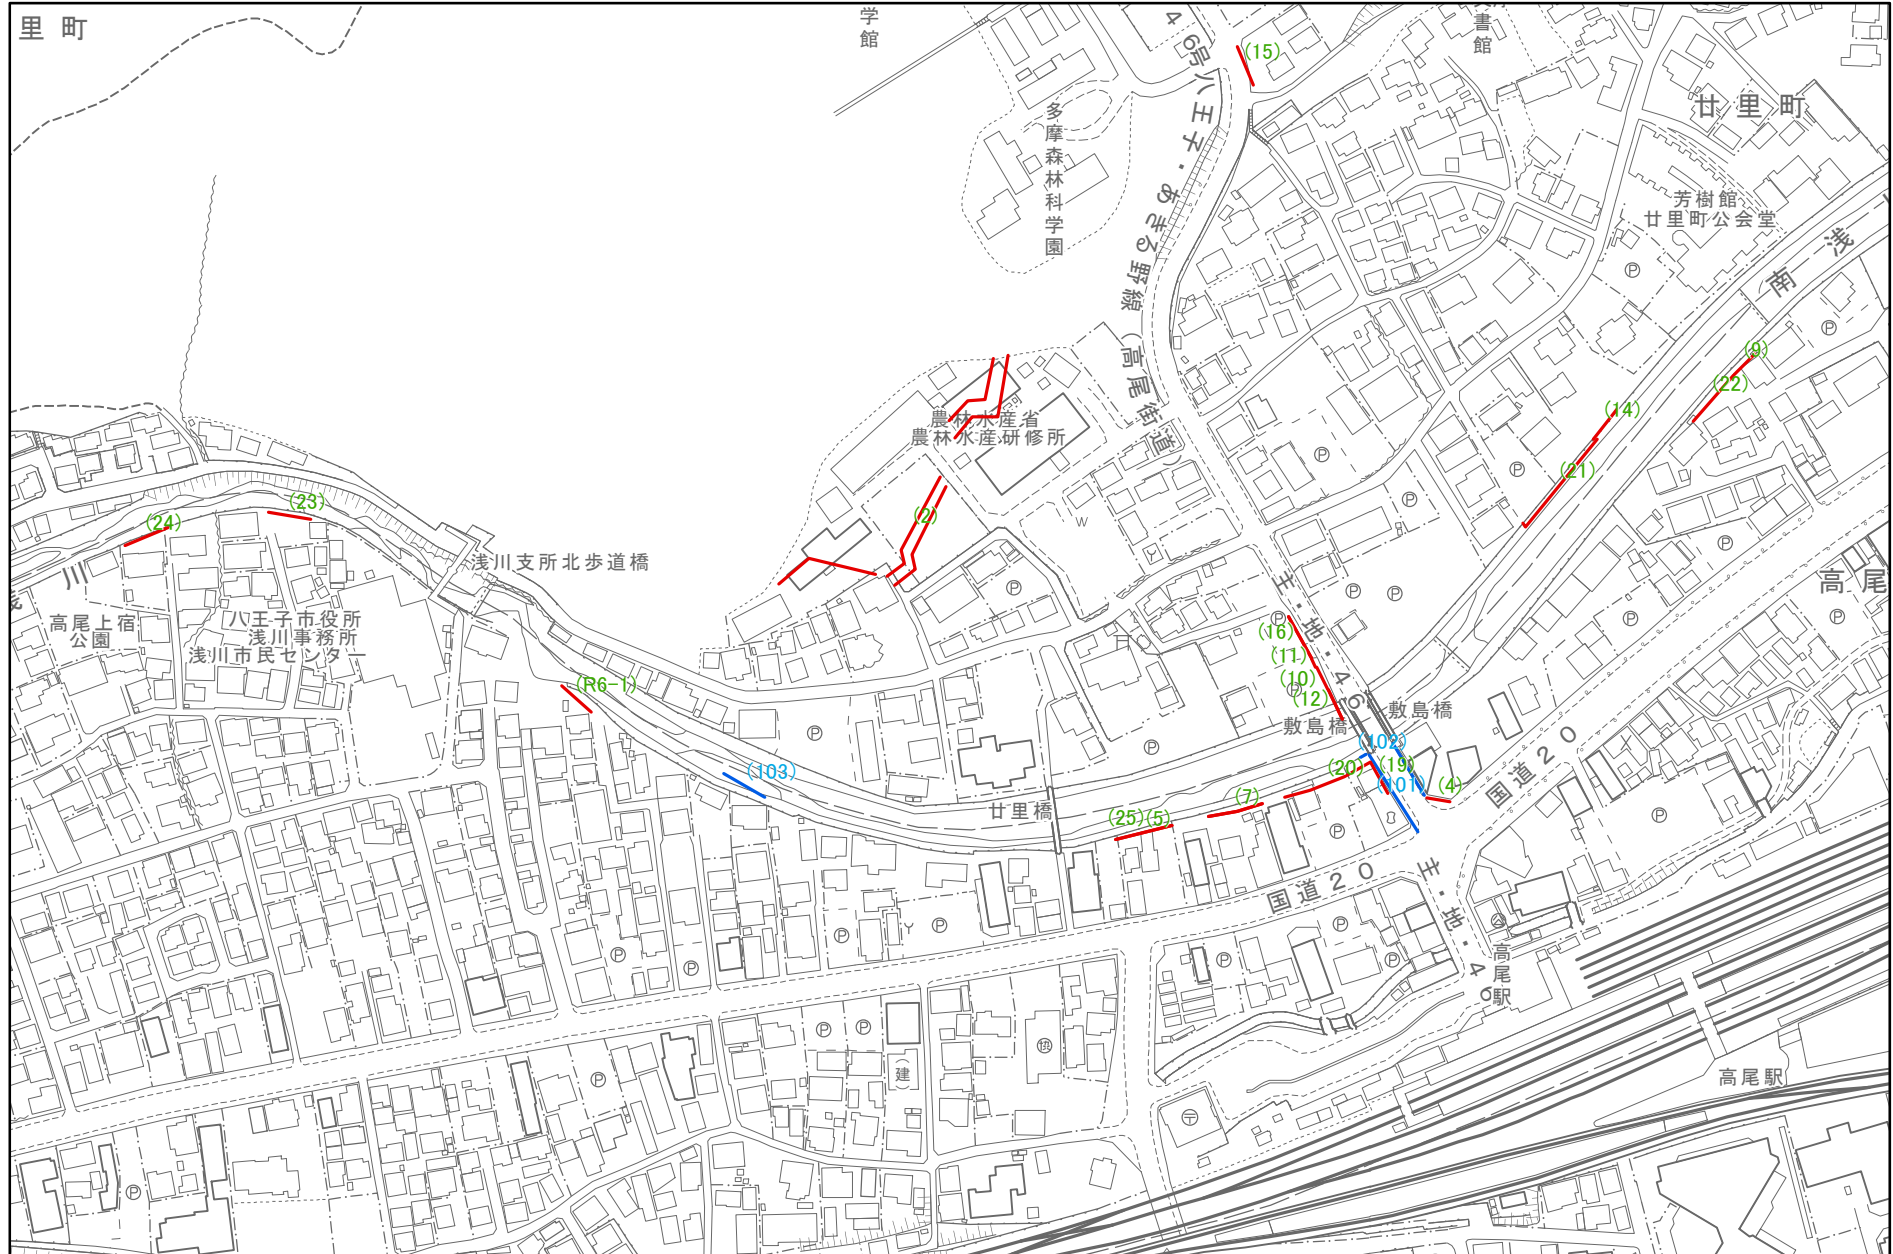 里町
学館
書館
46号八王子・あきる野線（高尾街道）
(15)
多摩森林科学園
廿里町
芳樹館
廿里町公会堂
南浅
(9)
(22)
(14)
(21)
農林水産省
農林水産研修所
(2)
(23)
(24)
浅川支所北歩道橋
川
高尾上宿
公園
八王子市役所
浅川事務所
浅川市民センター
高尾
主・地・46
(16)
(11)
(10)
(12)
敷島橋
敷島橋
(R6-1)
(103)
(102)
(20)
(19)
(101)
(4)
国道20
廿里橋
(25)
(5)
(7)
国道20
主・地・46
高尾駅
協
(建)
高尾駅